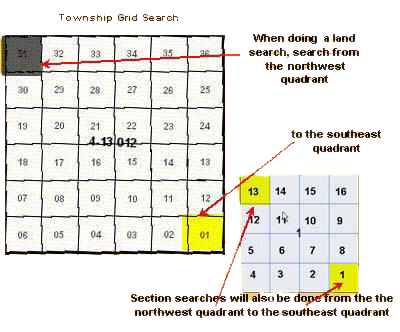 Township Grid Search
When doing a land
search, search from
the northwest
quadrant
31 32 33 34 35 36
30 29 28 27 26 25
19 20 21 22 23 24
4-13 012
18 17 16 15 14 13
07 08 09 10 11 12
06 05 04 03 02 01
to the southeast
quadrant
13 14 15 16
12 11 10 9
1
5 6 7 8
4 3 2 1
Section searches will also be done from the the
northwest quadrant to the southeast quadrant